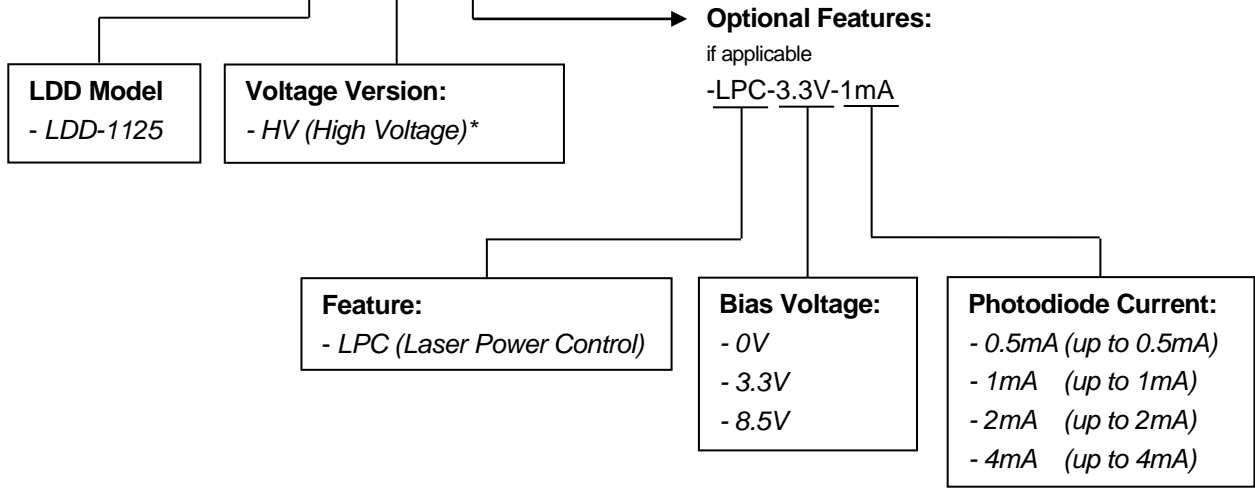 Optional Features:
if applicable
-LPC-3.3V-1mA
LDD Model
- LDD-1125
Voltage Version:
- HV (High Voltage)*
Feature:
- LPC (Laser Power Control)
Bias Voltage:
- 0V
- 3.3V
- 8.5V
Photodiode Current:
- 0.5mA (up to 0.5mA)
- 1mA (up to 1mA)
- 2mA (up to 2mA)
- 4mA (up to 4mA)